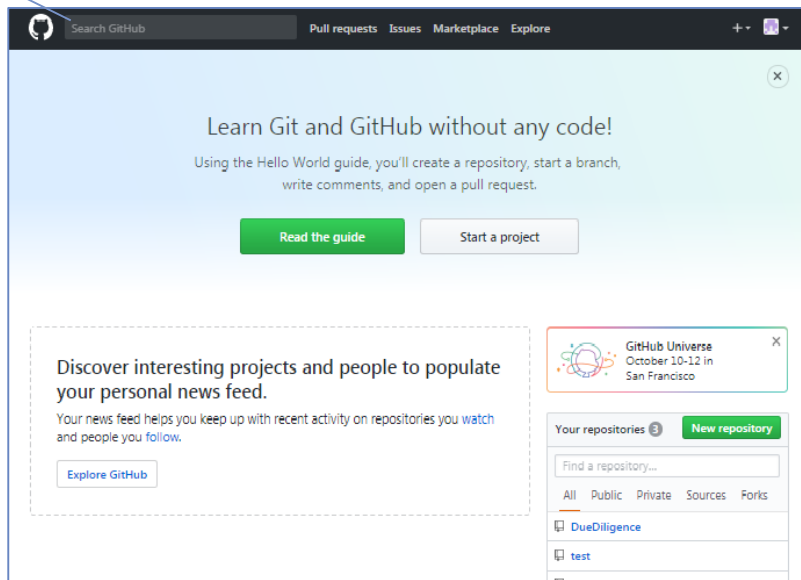 Search GitHub Pull requests Issues Marketplace Explore
Learn Git and GitHub without any code!
Using the Hello World guide, you'll create a repository, start a branch,
write comments, and open a pull request.
Read the guide Start a project
Discover interesting projects and people to populate
your personal news feed.
Your news feed helps you keep up with recent activity on repositories you watch
and people you follow.
Explore GitHub
GitHub Universe
October 10-12 in
San Francisco
Your repositories 3 New repository
Find a repository...
All Public Private Sources Forks
DueDiligence
test